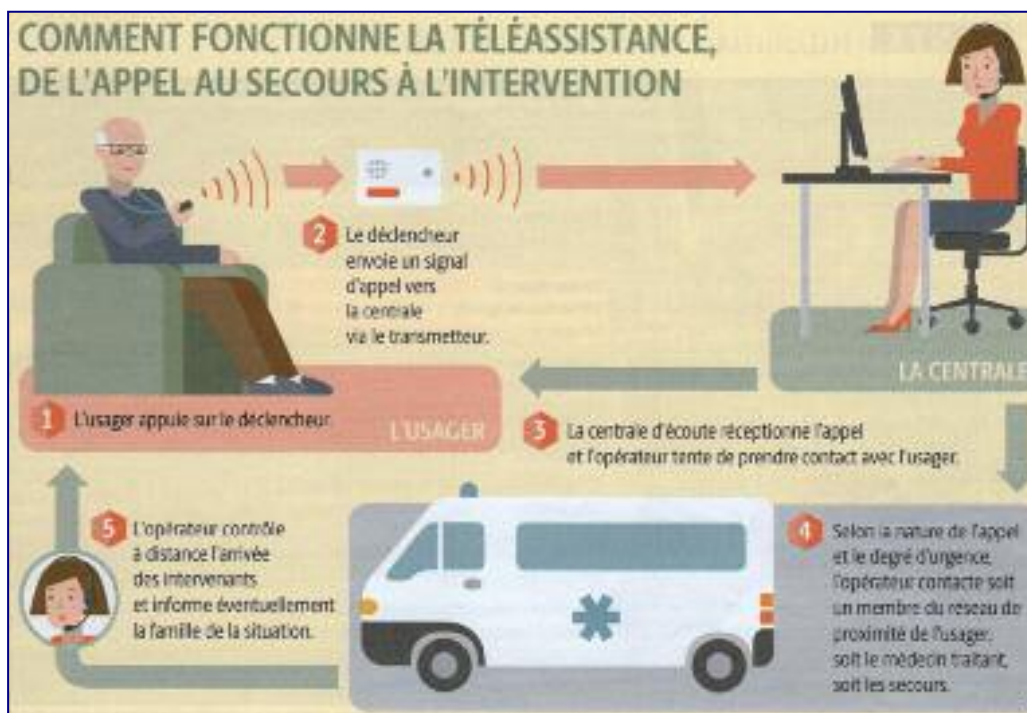 COMMENT FONCTIONNE LA TÉLÉASSISTANCE,
DE L'APPEL AU SECOURS À L'INTERVENTION
2 Le déclencheur
envoie un signal
d'appel vers
la centrale
via le transmetteur.
LA CENTRALE
1 L'usager appuie sur le déclencheur.
L'USAGER
3 La centrale d'écoute réceptionne l'appel
et l'opérateur tente de prendre contact avec l'usager.
5 L'opérateur contrôle
à distance l'arrivée
des intervenants
et informe éventuellement
la famille de la situation.
4 Selon la nature de l'appel
et le degré d'urgence,
l'opérateur contacte soit
un membre du réseau de
proximité de l'usager,
soit le médecin traitant,
soit les secours.